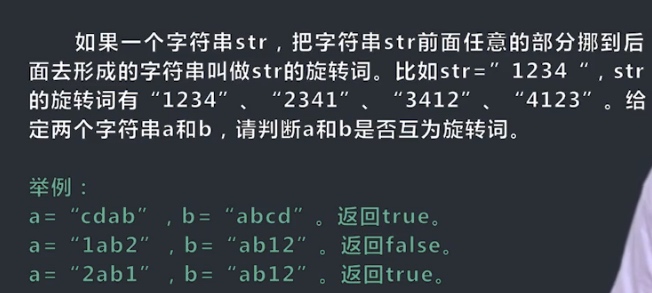 如果一个字符串str，把字符串str前面任意的部分挪到后
面去形成的字符串叫做str的旋转词。比如str=”1234“，str
的旋转词有“1234”、“2341”、“3412”、“4123”。给
定两个字符串a和b，请判断a和b是否互为旋转词。
举例：
a=“cdab”，b=“abcd”。返回true。
a=“1ab2”，b=“ab12”。返回false。
a=“2ab1”，b=“ab12”。返回true。